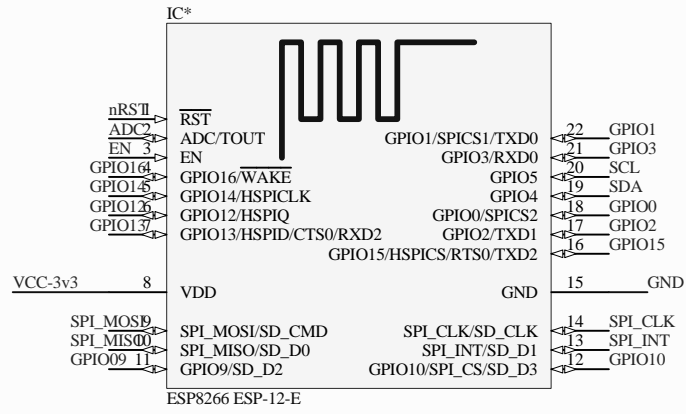 IC*
nRST 1 RST
ADC 2 ADC/TOUT GPIO1/SPICS1/TXD0 22 GPIO1
EN 3 EN GPIO3/RXD0 21 GPIO3
GPIO16 4 GPIO16/WAKE GPIO5 20 SCL
GPIO14 5 GPIO14/HSPICLK GPIO4 19 SDA
GPIO12 6 GPIO12/HSPIQ GPIO0/SPICS2 18 GPIO0
GPIO13 7 GPIO13/HSPID/CTS0/RXD2 GPIO2/TXD1 17 GPIO2
GPIO15/HSPICS/RTS0/TXD2 16 GPIO15
VCC-3v3 8 VDD GND 15 GND
SPI_MOSI 9 SPI_MOSI/SD_CMD SPI_CLK/SD_CLK 14 SPI_CLK
SPI_MISO 10 SPI_MISO/SD_D0 SPI_INT/SD_D1 13 SPI_INT
GPIO09 11 GPIO9/SD_D2 GPIO10/SPI_CS/SD_D3 12 GPIO10
ESP8266 ESP-12-E